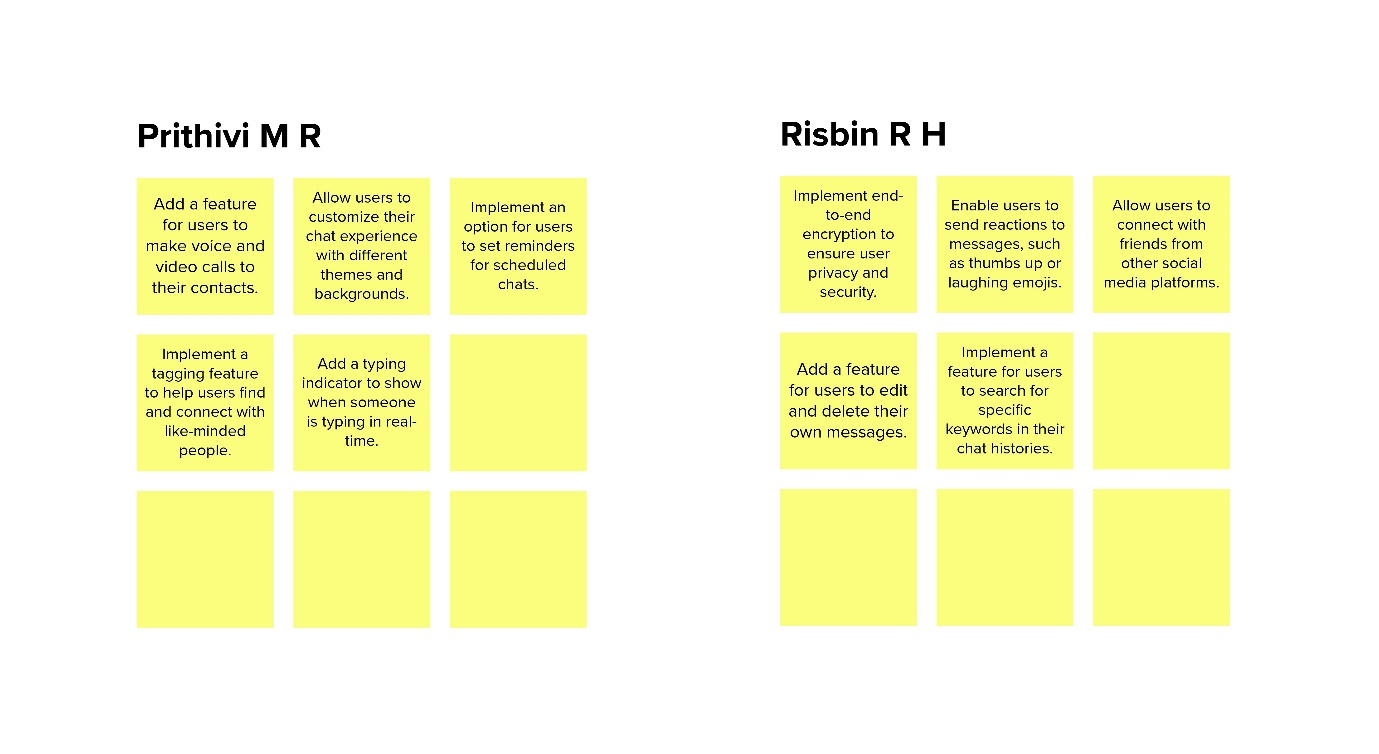 Prithivi M R
Add a feature
for users to
make voice and
video calls to
their contacts.
Allow users to
customize their
chat experience
with different
themes and
backgrounds.
Implement an
option for users
to set reminders
for scheduled
chats.
Implement a
tagging feature
to help users find
and connect with
like-minded
people.
Add a typing
indicator to show
when someone
is typing in real-
time.
Risbin R H
Implement end-
to-end
encryption to
ensure user
privacy and
security.
Enable users to
send reactions to
messages, such
as thumbs up or
laughing emojis.
Allow users to
connect with
friends from
other social
media platforms.
Add a feature
for users to edit
and delete their
own messages.
Implement a
feature for users
to search for
specific
keywords in their
chat histories.